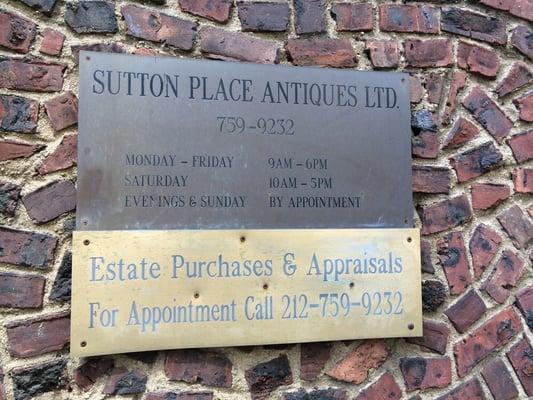 SUTTON PLACE ANTIQUES LTD.
759-9232
MONDAY - FRIDAY 9AM - 6PM
SATURDAY 10AM - 5PM
EVENINGS & SUNDAY BY APPOINTMENT
Estate Purchases & Appraisals
For Appointment Call 212-759-9232